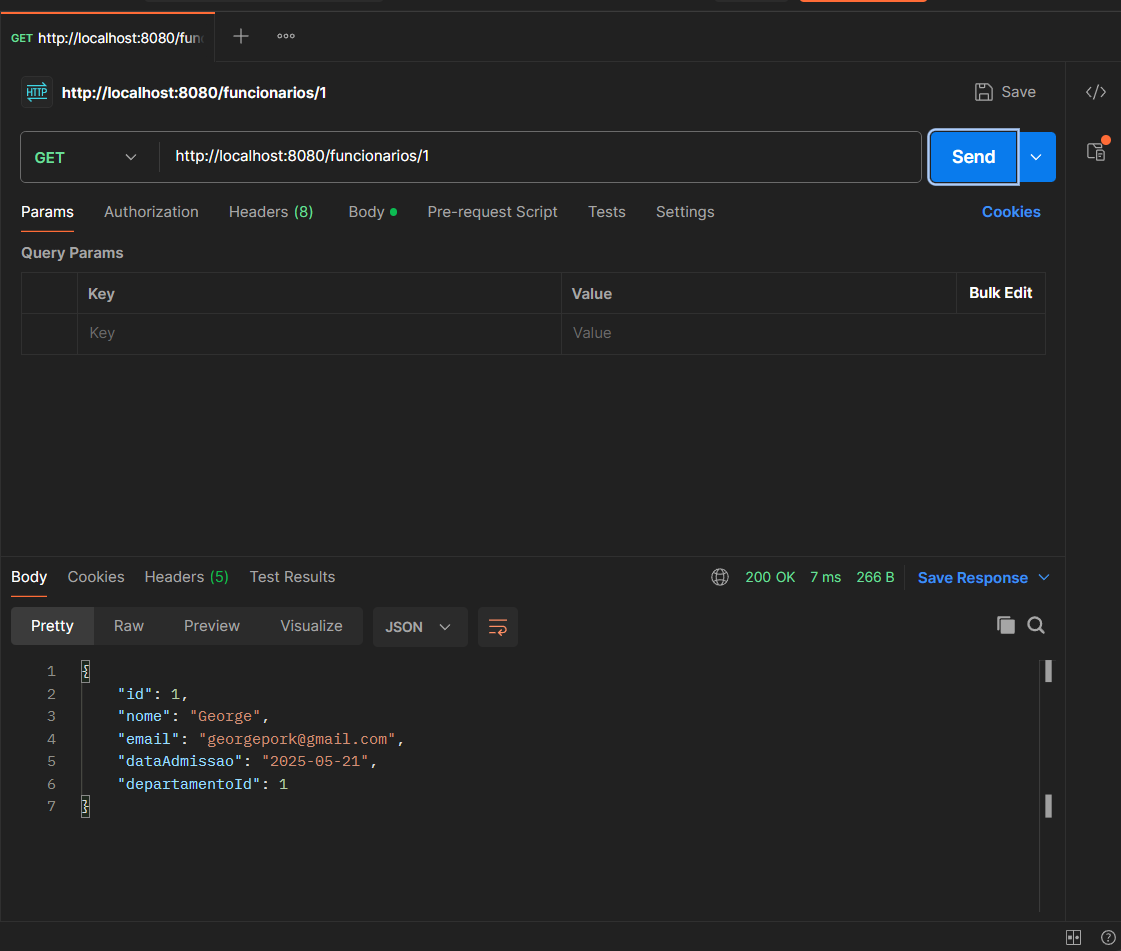 GET http://localhost:8080/fun
HTTP http://localhost:8080/funcionarios/1 Save </>
GET http://localhost:8080/funcionarios/1 Send
Params Authorization Headers (8) Body Pre-request Script Tests Settings Cookies
Query Params
Key Value Bulk Edit
Key Value
Body Cookies Headers (5) Test Results 200 OK 7 ms 266 B Save Response
Pretty Raw Preview Visualize JSON
1 {
2 "id": 1,
3 "nome": "George",
4 "email": "georgepork@gmail.com",
5 "dataAdmissao": "2025-05-21",
6 "departamentoId": 1
7 }